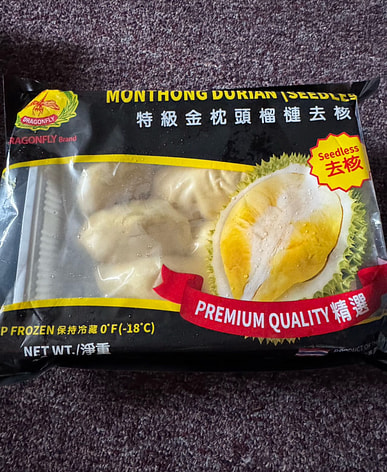 MONTHONG DURIAN (SEEDLES
特級金枕頭榴槤去核
DRAGONFLY
RAGONFLY Brand
Seedless
去核
PREMIUM QUALITY 精選
P FROZEN 保持冷藏 0°F(-18°C)
NET WT./淨重